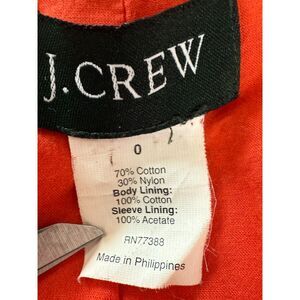 J.CREW
0
70% Cotton
30% Nylon
Body Lining:
100% Cotton
Sleeve Lining:
100% Acetate
RN77388
Made in Philippines